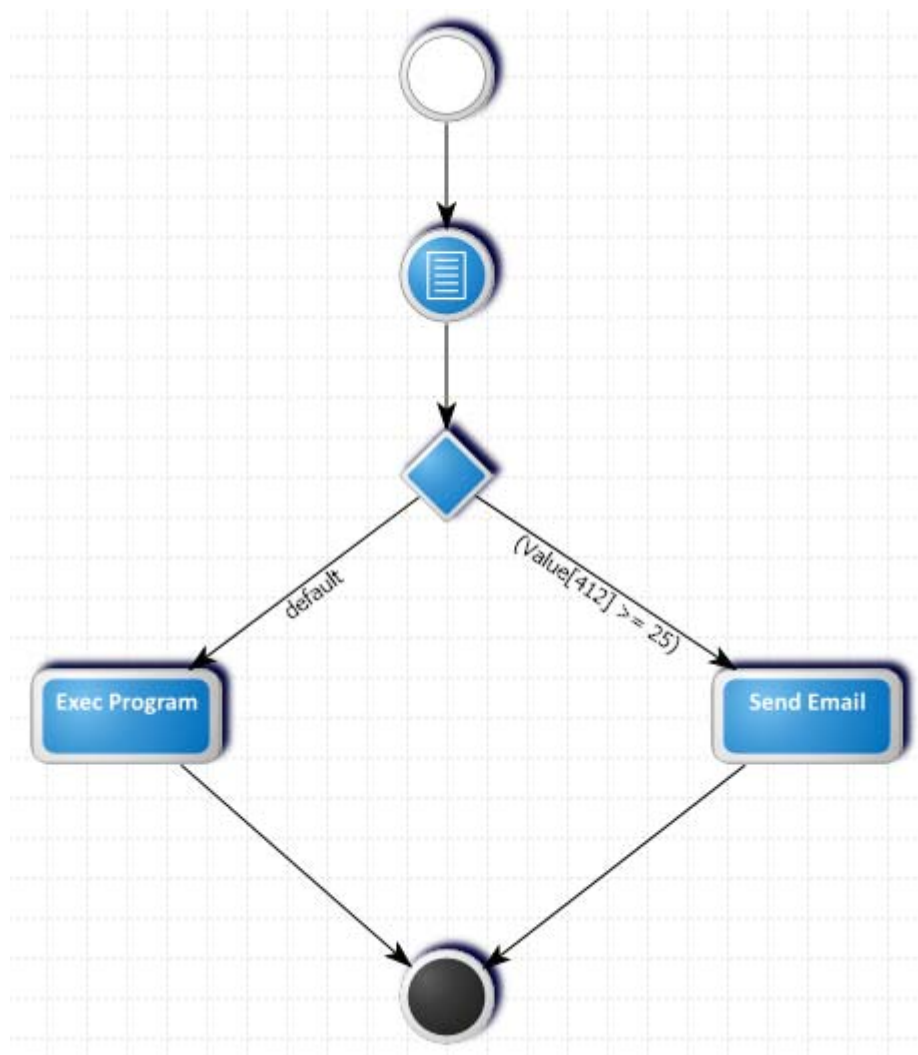 default
(Value[412] >= 25)
Exec Program
Send Email